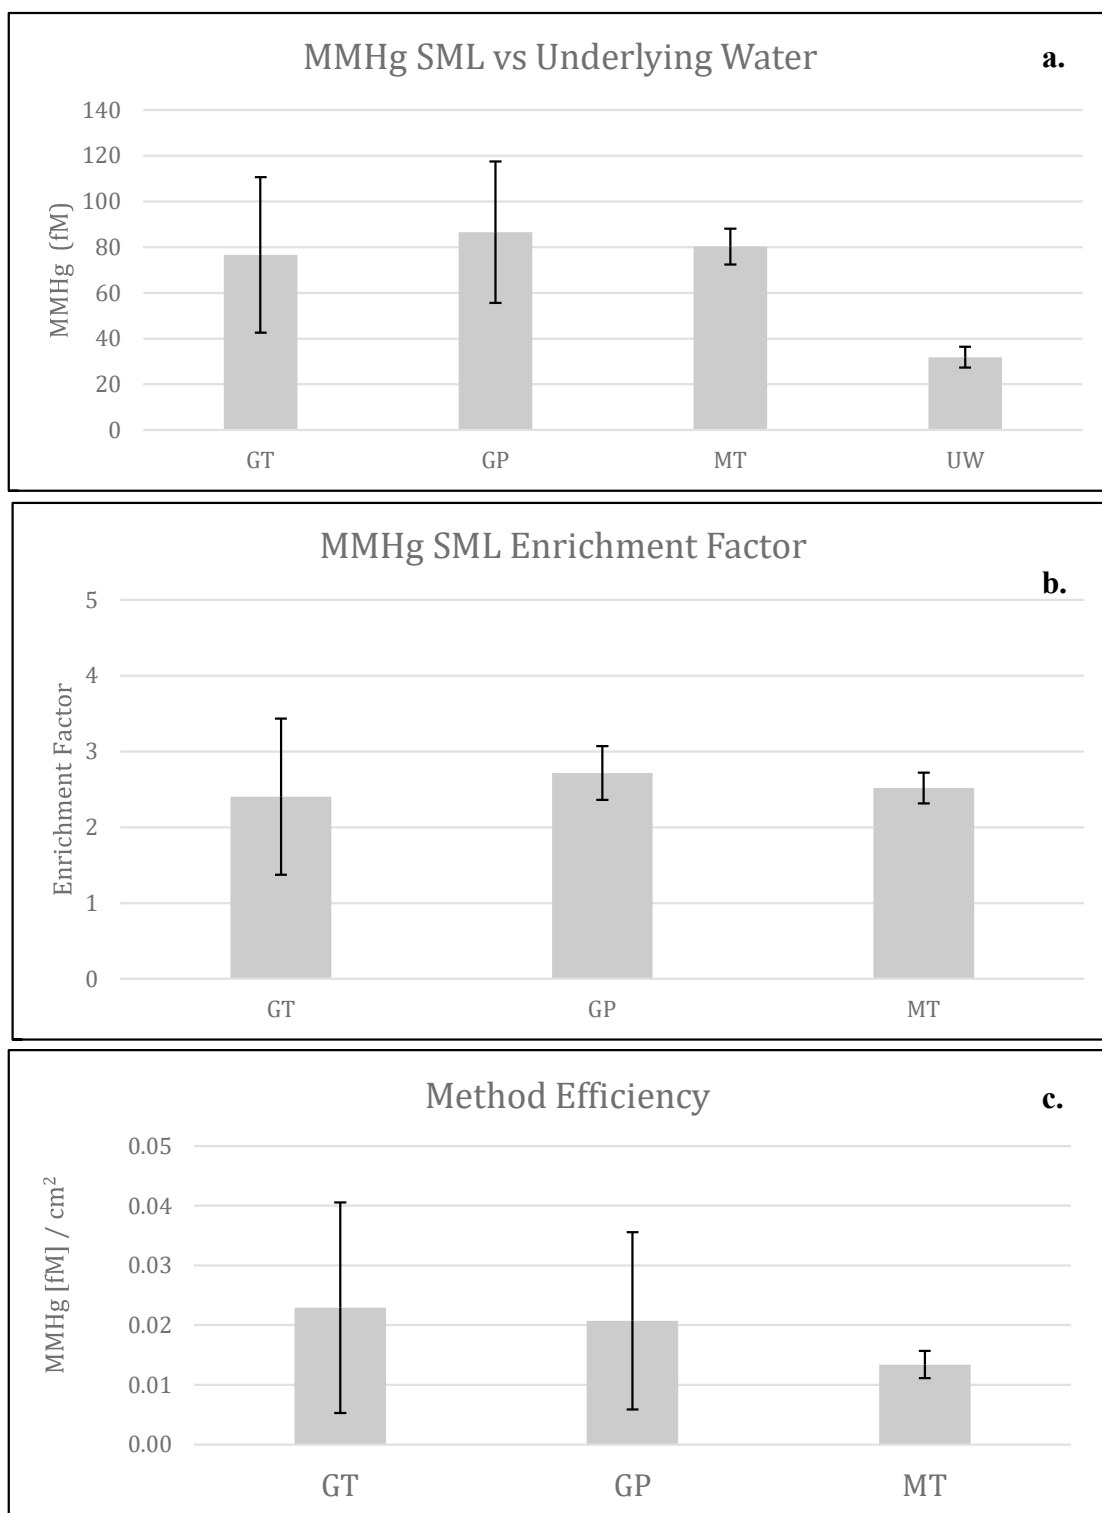 MMHg SML vs Underlying Water
a.
140
120
100
80
60
40
20
0
MMHg (fM)
GT GP MT UW
MMHg SML Enrichment Factor
b.
5
4
3
2
1
0
Enrichment Factor
GT GP MT
Method Efficiency
c.
0.05
0.04
0.03
0.02
0.01
0.00
MMHg [fM] / cm²
GT GP MT